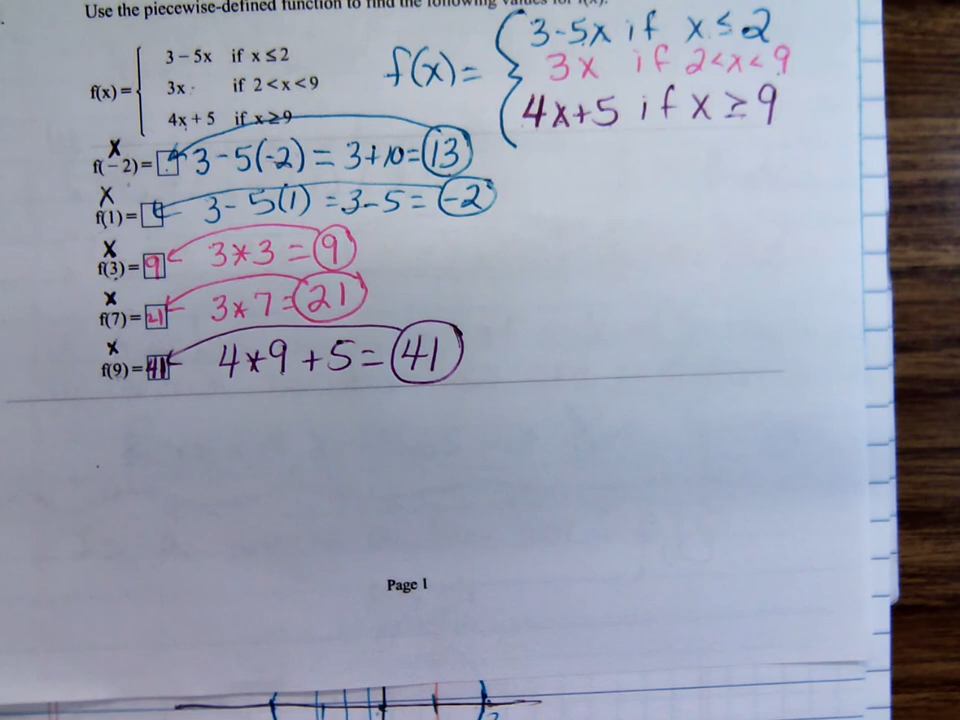 Use the piecewise-defined function to find the following values for f(x).
f(x) = { 3 − 5x if x ≤ 2
3x if 2 < x < 9
4x + 5 if x ≥ 9
f(x) = { 3-5x if x ≤ 2
3x if 2<x<9
4x+5 if x ≥ 9
x
f(−2) = 3-5(-2) = 3+10= 13
x
f(1) = 3-5(1) = 3-5 = -2
x
f(3) = 9 3*3 = 9
x
f(7) = 21 3*7 = 21
x
f(9) = 41 4*9 +5 = 41
Page 1